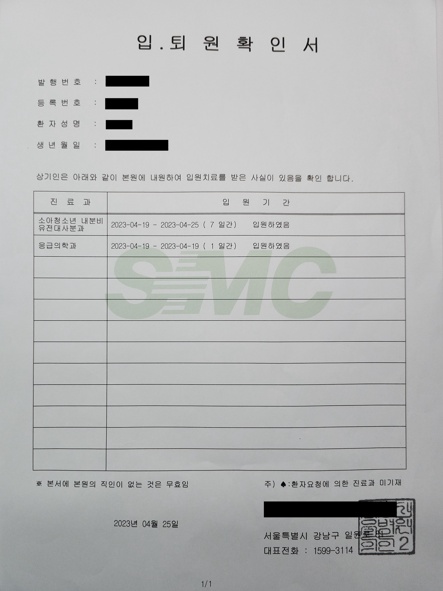 입.퇴원확인서
발행번호 :
등록번호 :
환자성명 :
생년월일 :
상기인은 아래와 같이 본원에 내원하여 입원치료를 받은 사실이 있음을 확인 합니다.
진료과 입원기간
소아청소년 내분비
유전대사분과 2023-04-19 - 2023-04-25 ( 7 일간) 입원하였음
응급의학과 2023-04-19 - 2023-04-19 ( 1 일간) 입원하였음
SMC
※ 본서에 본원의 직인이 없는 것은 무효임 주) ♠:환자요청에 의한 진료과 미기재
2023년 04월 25일
서울특별시 강남구 일원로
대표전화 : 1599-3114
1/1